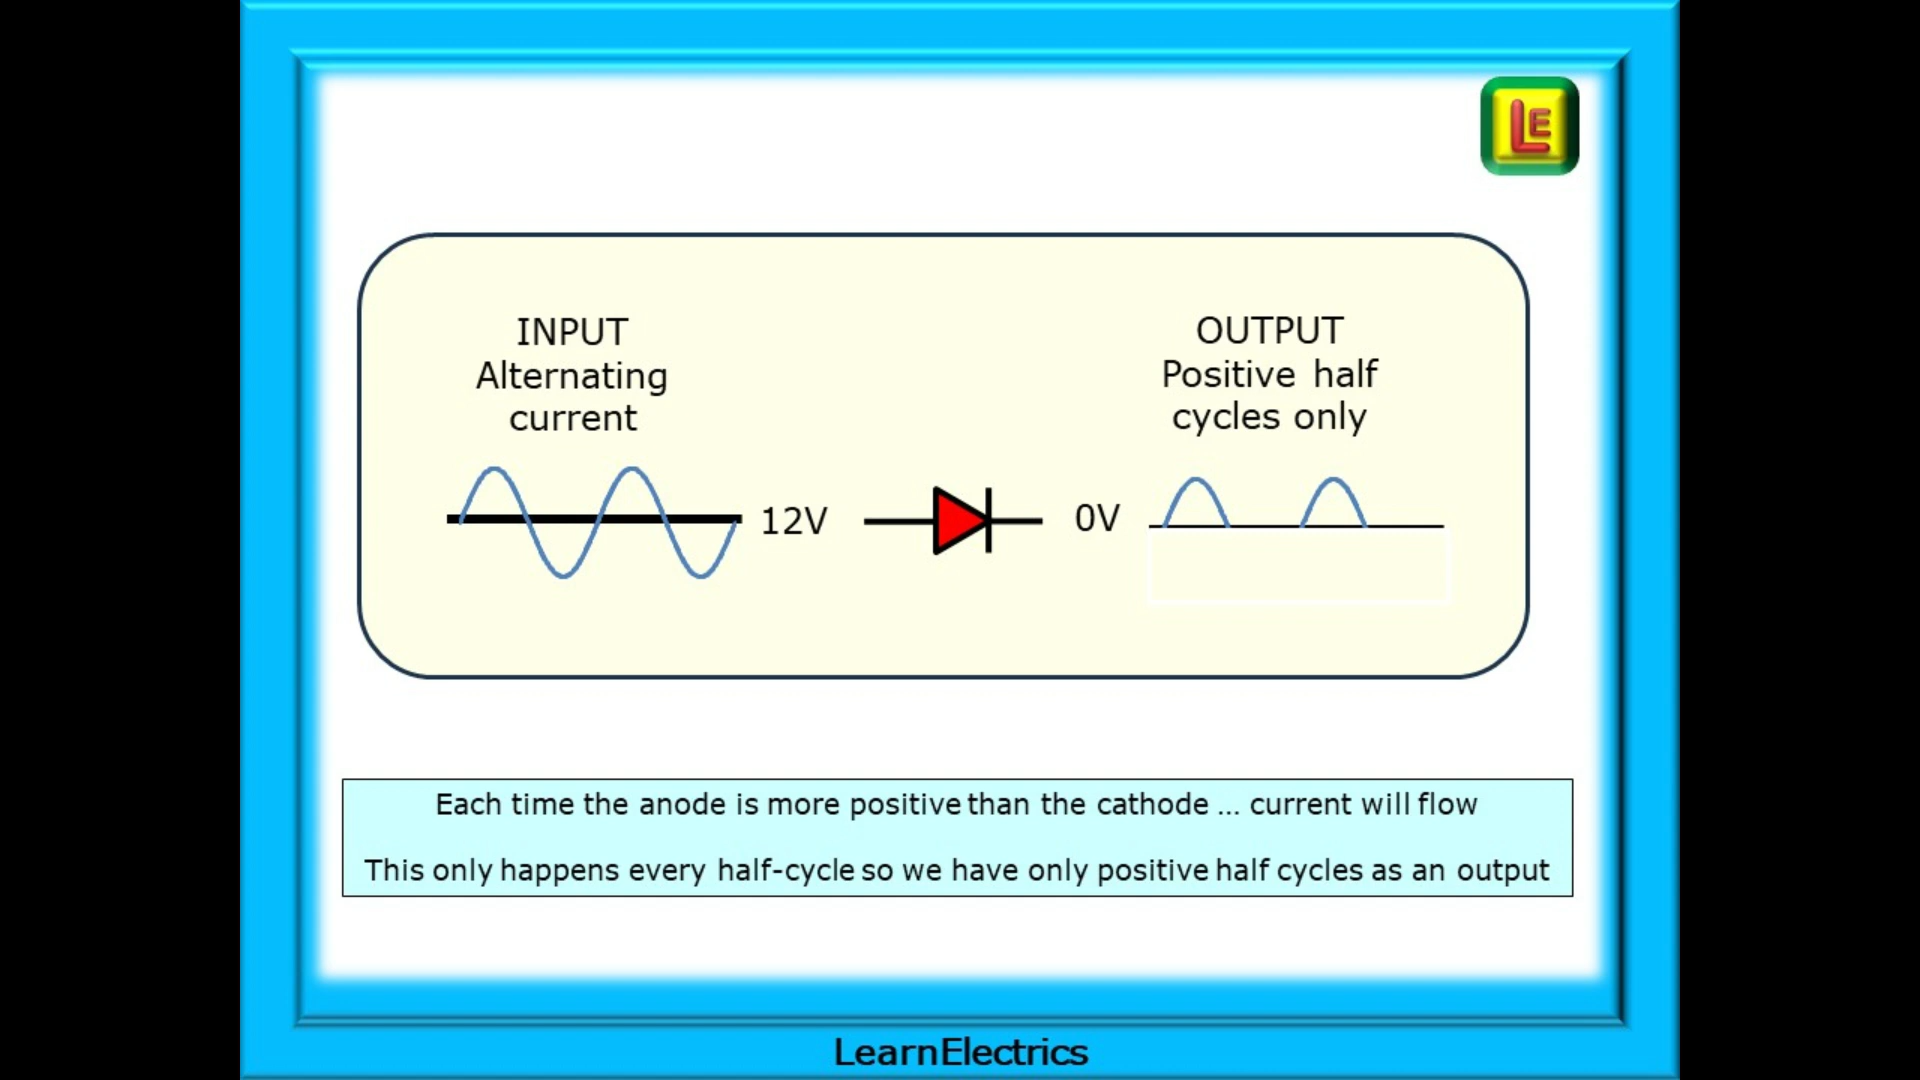 LE
INPUT
Alternating
current
OUTPUT
Positive half
cycles only
12V
0V
Each time the anode is more positive than the cathode ... current will flow
This only happens every half-cycle so we have only positive half cycles as an output
LearnElectrics